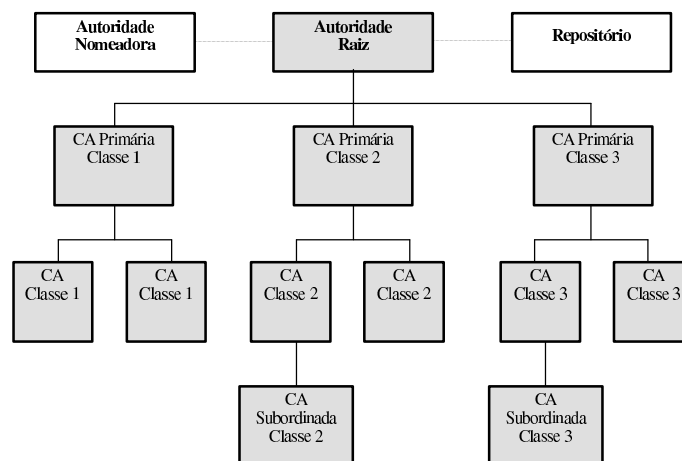 Autoridade
Nomeadora
Autoridade
Raiz
Repositório
CA Primária
Classe 1
CA Primária
Classe 2
CA Primária
Classe 3
CA
Classe 1
CA
Classe 1
CA
Classe 2
CA
Classe 2
CA
Classe 3
CA
Classe 3
CA
Subordinada
Classe 2
CA
Subordinada
Classe 3